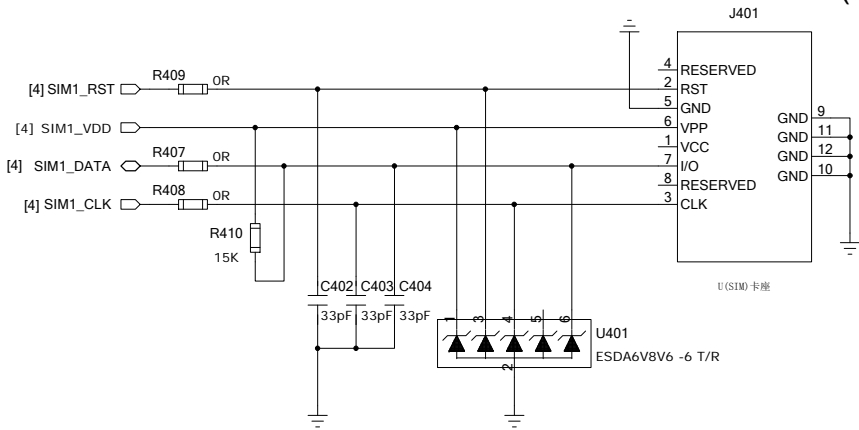 J401
R409 0R
[4] SIM1_RST
4 RESERVED
2 RST
5 GND
[4] SIM1_VDD
6 VPP
R407 0R
1 VCC
[4] SIM1_DATA
7 I/O
R408 0R
8 RESERVED
[4] SIM1_CLK
3 CLK
GND 9
GND 11
GND 12
GND 10
R410
15K
U(SIM)卡座
C402 C403 C404
33pF 33pF 33pF
1 3 4 5 6
U401
ESDA6V8V6 -6 T/R
2